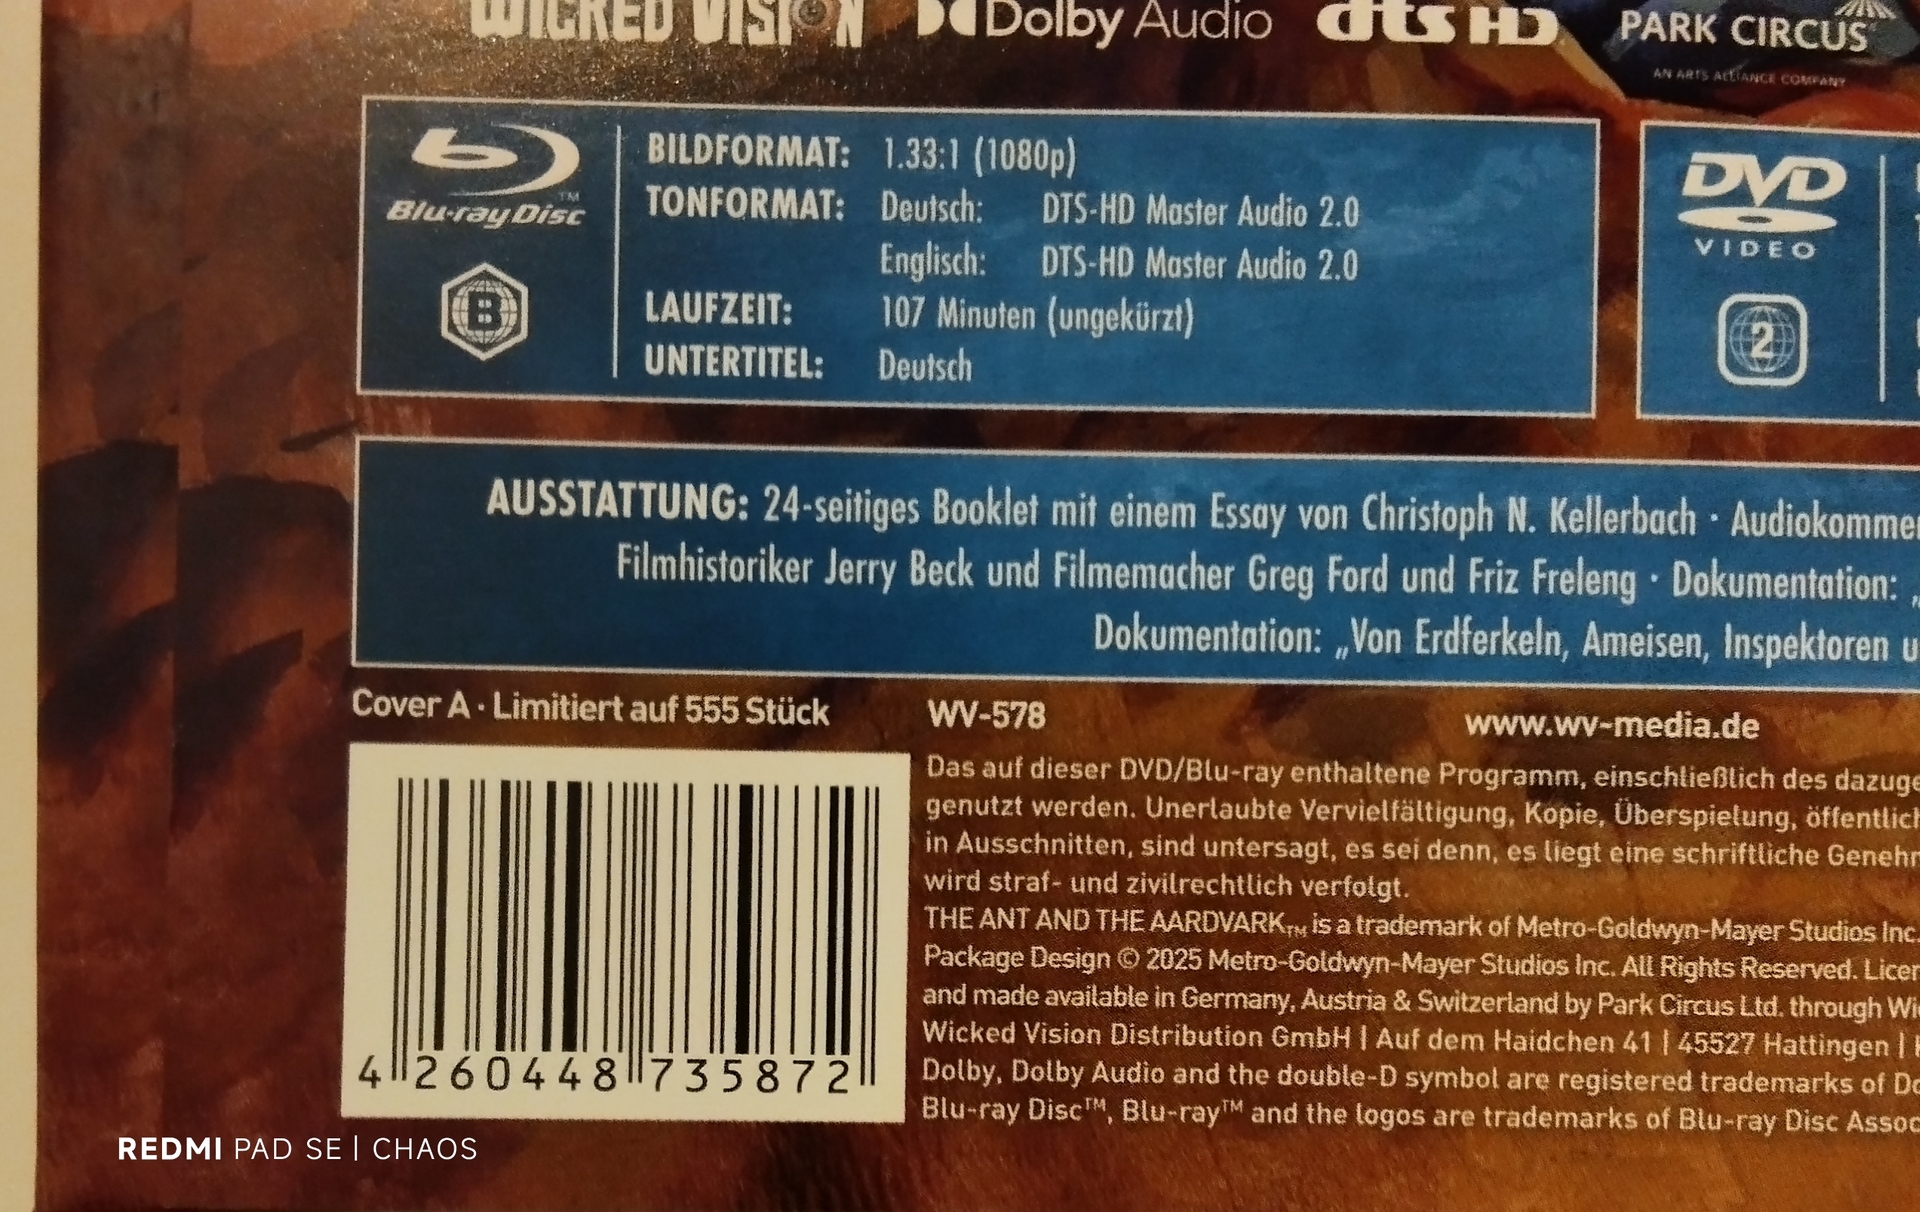 WICKED VISION Dolby Audio dts HD PARK CIRCUS
AN ARTS ALLIANCE COMPANY
Blu-ray Disc™
B
BILDFORMAT: 1.33:1 (1080p)
TONFORMAT: Deutsch: DTS-HD Master Audio 2.0
Englisch: DTS-HD Master Audio 2.0
LAUFZEIT: 107 Minuten (ungekürzt)
UNTERTITEL: Deutsch
DVD
VIDEO
2
AUSSTATTUNG: 24-seitiges Booklet mit einem Essay von Christoph N. Kellerbach · Audiokomme
Filmhistoriker Jerry Beck und Filmemacher Greg Ford und Friz Freleng · Dokumentation: „
Dokumentation: „Von Erdferkeln, Ameisen, Inspektoren u
Cover A · Limitiert auf 555 Stück WV-578 www.wv-media.de
Das auf dieser DVD/Blu-ray enthaltene Programm, einschließlich des dazuge
genutzt werden. Unerlaubte Vervielfältigung, Kopie, Überspielung, öffentlich
in Ausschnitten, sind untersagt, es sei denn, es liegt eine schriftliche Geneh
wird straf- und zivilrechtlich verfolgt.
THE ANT AND THE AARDVARK™ is a trademark of Metro-Goldwyn-Mayer Studios Inc.
Package Design © 2025 Metro-Goldwyn-Mayer Studios Inc. All Rights Reserved. Licen
and made available in Germany, Austria & Switzerland by Park Circus Ltd. through Wi
Wicked Vision Distribution GmbH | Auf dem Haidchen 41 | 45527 Hattingen |
Dolby, Dolby Audio and the double-D symbol are registered trademarks of Do
Blu-ray Disc™, Blu-ray™ and the logos are trademarks of Blu-ray Disc Assoc
4 260448 735872
REDMI PAD SE | CHAOS